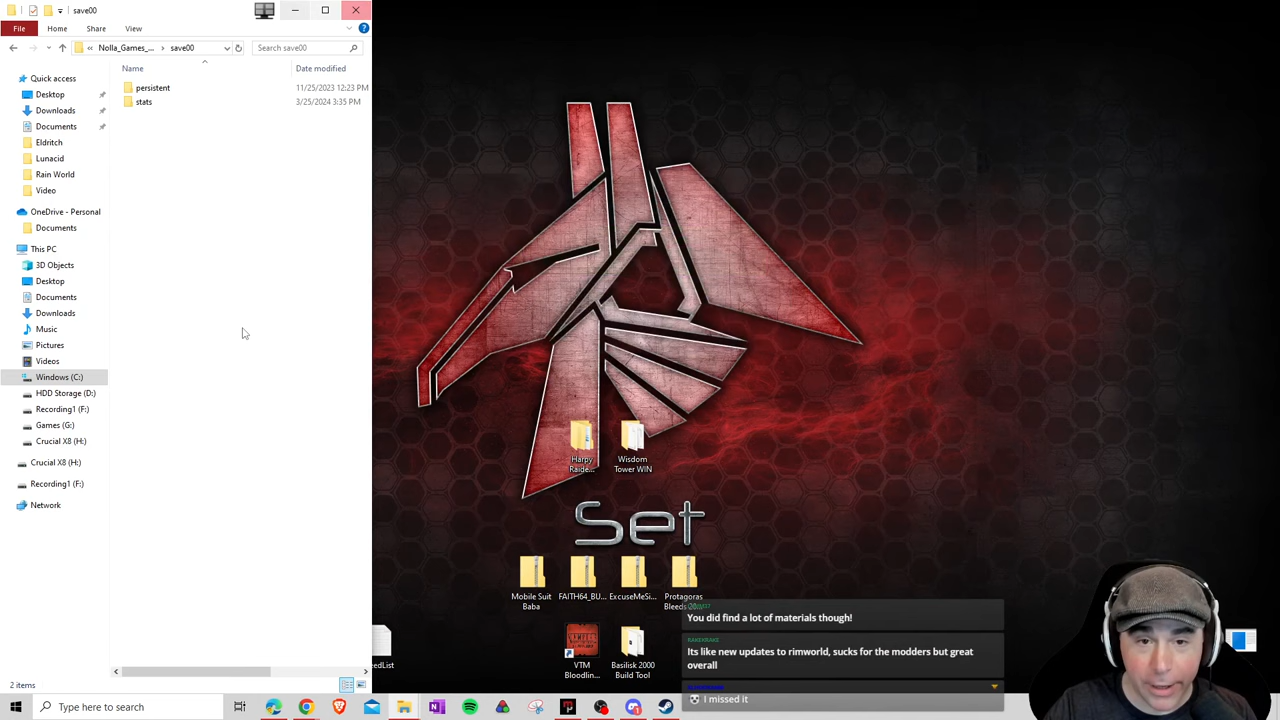 save00
File
Home
Share
View
Nolla_Games_...
save00
Search save00
Name
Date modified
Quick access
Desktop
Downloads
Documents
Eldritch
Lunacid
Rain World
Video
OneDrive - Personal
Documents
This PC
3D Objects
Desktop
Documents
Downloads
Music
Pictures
Videos
Windows (C:)
HDD Storage (D:)
Recording1 (F:)
Games (G:)
Crucial X8 (H:)
Crucial X8 (H:)
Recording1 (F:)
Network
persistent
11/25/2023 12:23 PM
stats
3/25/2024 3:35 PM
2 items
Harpy
Raide...
Wisdom
Tower WIN
Set
Mobile Suit
Baba
FAITH64_BU...
ExcuseMeSi...
Protagoras
Bleeds
VTM
Bloodlin...
Basilisk 2000
Build Tool
You did find a lot of materials though!
RAKEKRAKE
Its like new updates to rimworld, sucks for the modders but great
overall
I missed it
Type here to search